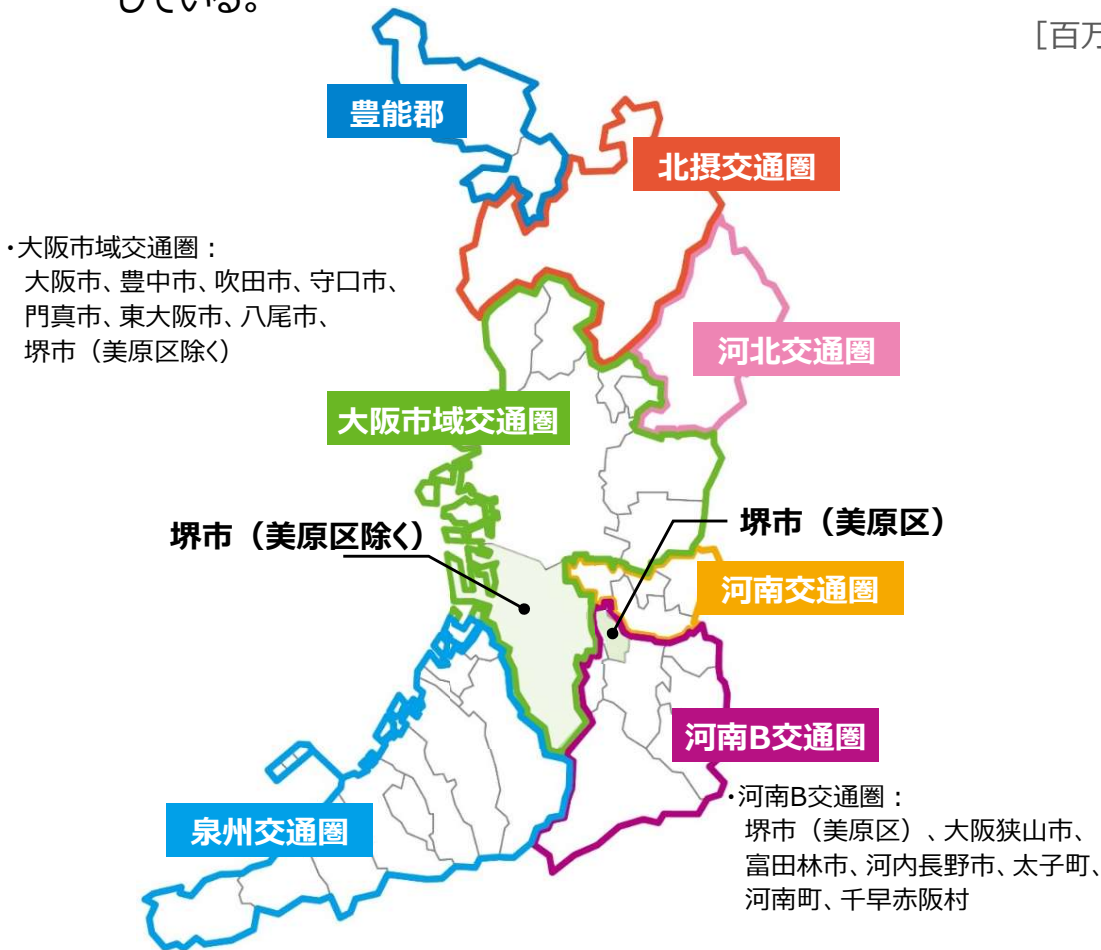 している。
[百万
豊能郡
北摂交通圏
・大阪市域交通圏：
大阪市、豊中市、吹田市、守口市、
門真市、東大阪市、八尾市、
堺市（美原区除く）
河北交通圏
大阪市域交通圏
堺市（美原区除く）
堺市（美原区）
河南交通圏
河南B交通圏
・河南B交通圏：
堺市（美原区）、大阪狭山市、
富田林市、河内長野市、太子町、
河南町、千早赤阪村
泉州交通圏